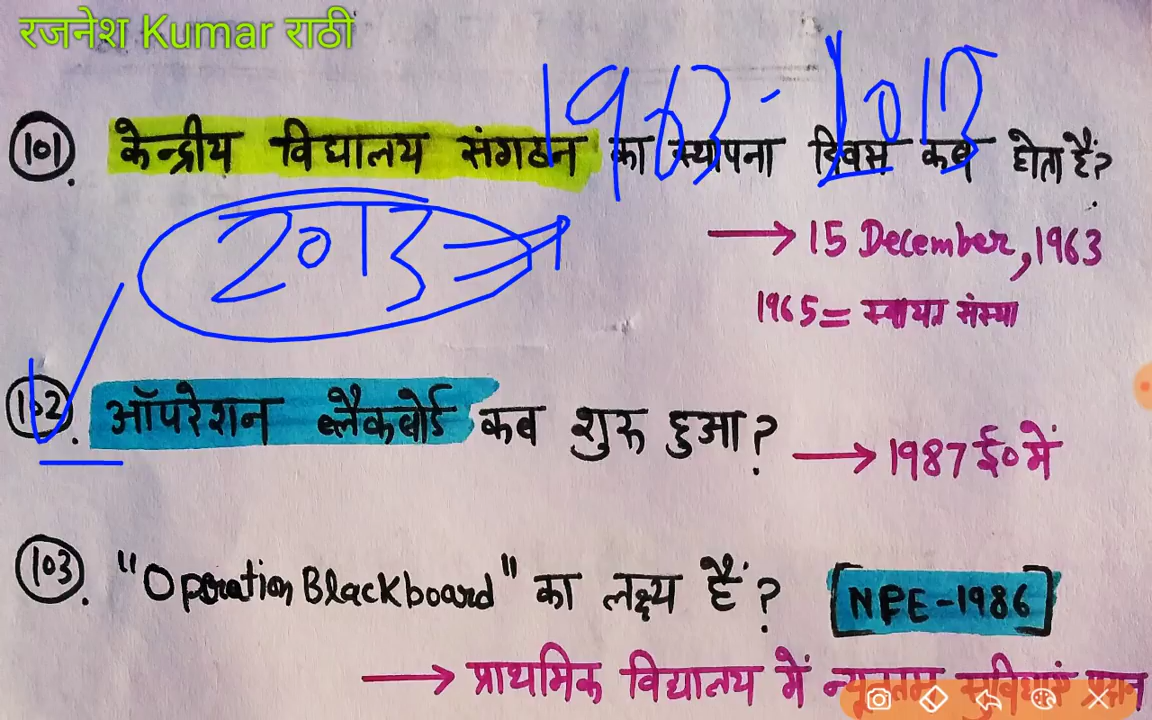 रजनेश Kumar राठी
1963 - 2013
101. केन्द्रीय विद्यालय संगठन का स्थापना दिवस कब होता है?
→ 15 December, 1963
2013
1965 = स्वायत्त संस्था
102. ऑपरेशन ब्लैकबोर्ड कब शुरू हुआ?
→ 1987 ई० में
103. "Operation Blackboard" का लक्ष्य है? [NPE-1986]
→ प्राथमिक विद्यालय में न्यूनतम सुविधाएं